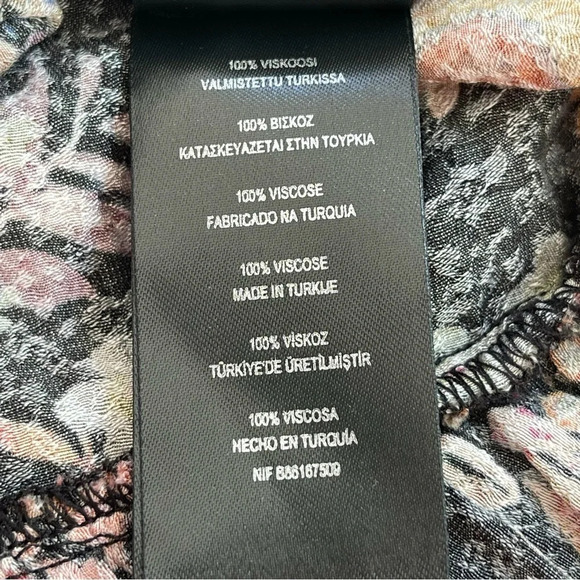 100% VISKOOSI
VALMISTETTU TURKISSA
100% ΒΙΣΚΟΖ
ΚΑΤΑΣΚΕΥΑΖΕΤΑΙ ΣΤΗΝ ΤΟΥΡΚΙΑ
100% VISCOSE
FABRICADO NA TURQUIA
100% VISCOSE
MADE IN TURKIJE
100% VİSKOZ
TÜRKİYE'DE ÜRETİLMİŞTİR
100% VISCOSA
HECHO EN TURQUÍA
NIF B86167509